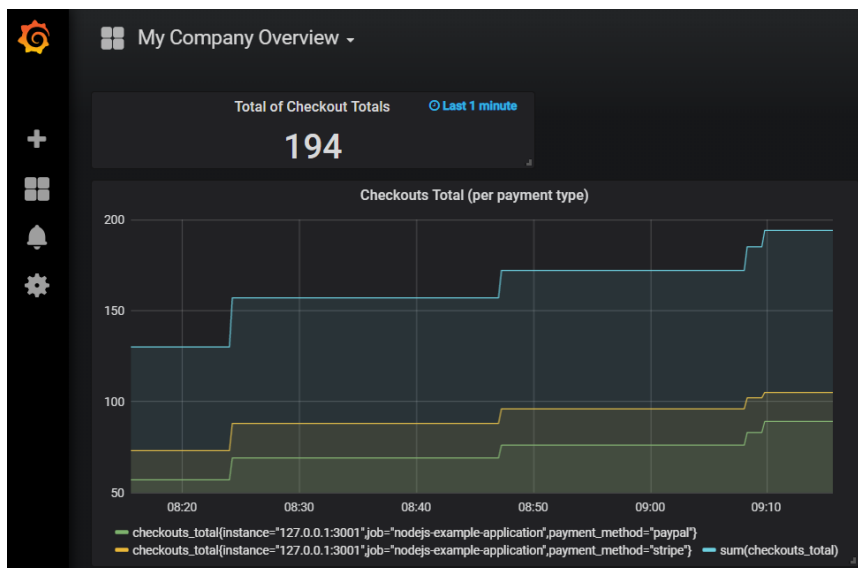 My Company Overview
Total of Checkout Totals
Last 1 minute
194
Checkouts Total (per payment type)
200
150
100
50
08:20 08:30 08:40 08:50 09:00 09:10
checkouts_total{instance="127.0.0.1:3001",job="nodejs-example-application",payment_method="paypal"}
checkouts_total{instance="127.0.0.1:3001",job="nodejs-example-application",payment_method="stripe"} sum(checkouts_total)